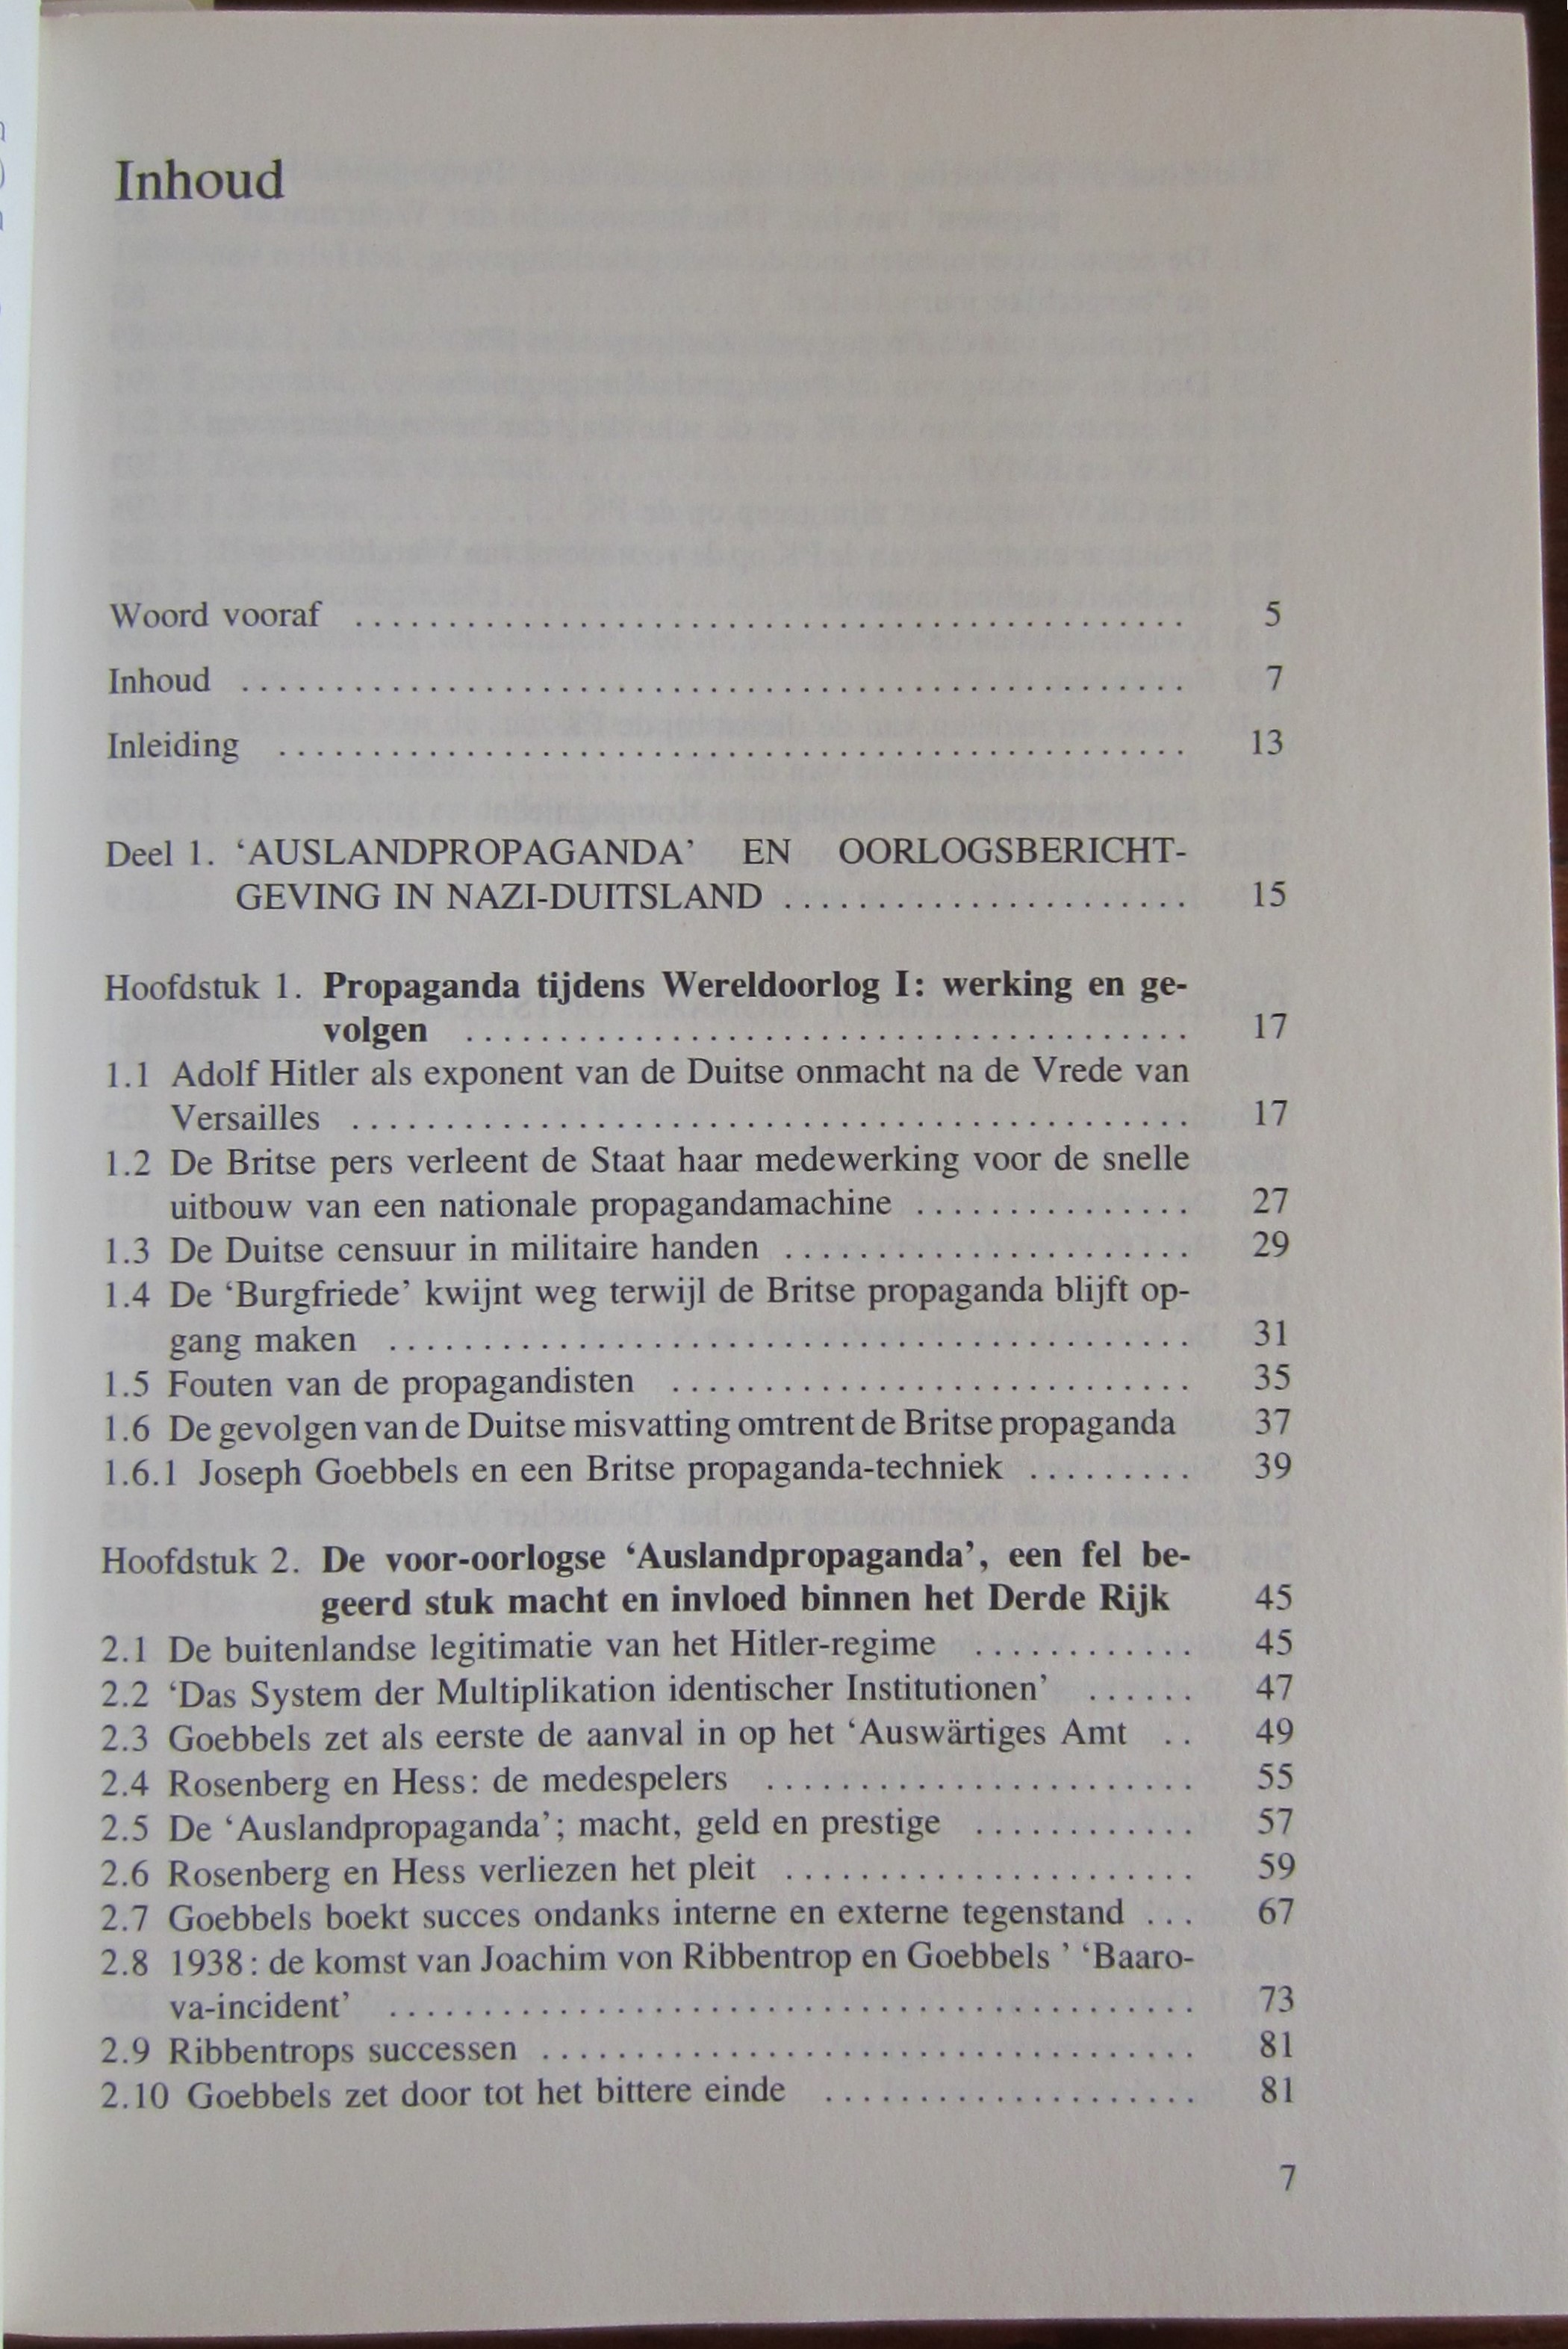 Inhoud
Woord vooraf ............................................. 5
Inhoud ................................................... 7
Inleiding ................................................. 13
Deel 1. ‘AUSLANDPROPAGANDA’ EN OORLOGSBERICHT-
GEVING IN NAZI-DUITSLAND ...................... 15
Hoofdstuk 1. Propaganda tijdens Wereldoorlog I: werking en ge-
volgen ....................................... 17
1.1 Adolf Hitler als exponent van de Duitse onmacht na de Vrede van
Versailles ............................................. 17
1.2 De Britse pers verleent de Staat haar medewerking voor de snelle
uitbouw van een nationale propagandamachine ............... 27
1.3 De Duitse censuur in militaire handen ...................... 29
1.4 De ‘Burgfriede’ kwijnt weg terwijl de Britse propaganda blijft op-
gang maken ........................................... 31
1.5 Fouten van de propagandisten ............................ 35
1.6 De gevolgen van de Duitse misvatting omtrent de Britse propaganda 37
1.6.1 Joseph Goebbels en een Britse propaganda-techniek ......... 39
Hoofdstuk 2. De voor-oorlogse ‘Auslandpropaganda’, een fel be-
geerd stuk macht en invloed binnen het Derde Rijk 45
2.1 De buitenlandse legitimatie van het Hitler-regime ............ 45
2.2 ‘Das System der Multiplikation identischer Institutionen’ ...... 47
2.3 Goebbels zet als eerste de aanval in op het ‘Auswärtiges Amt .. 49
2.4 Rosenberg en Hess: de medespelers ....................... 55
2.5 De ‘Auslandpropaganda’; macht, geld en prestige ............ 57
2.6 Rosenberg en Hess verliezen het pleit ...................... 59
2.7 Goebbels boekt succes ondanks interne en externe tegenstand ... 67
2.8 1938: de komst van Joachim von Ribbentrop en Goebbels ’ ‘Baaro-
va-incident’ ............................................ 73
2.9 Ribbentrops successen ................................... 81
2.10 Goebbels zet door tot het bittere einde .................... 81
7